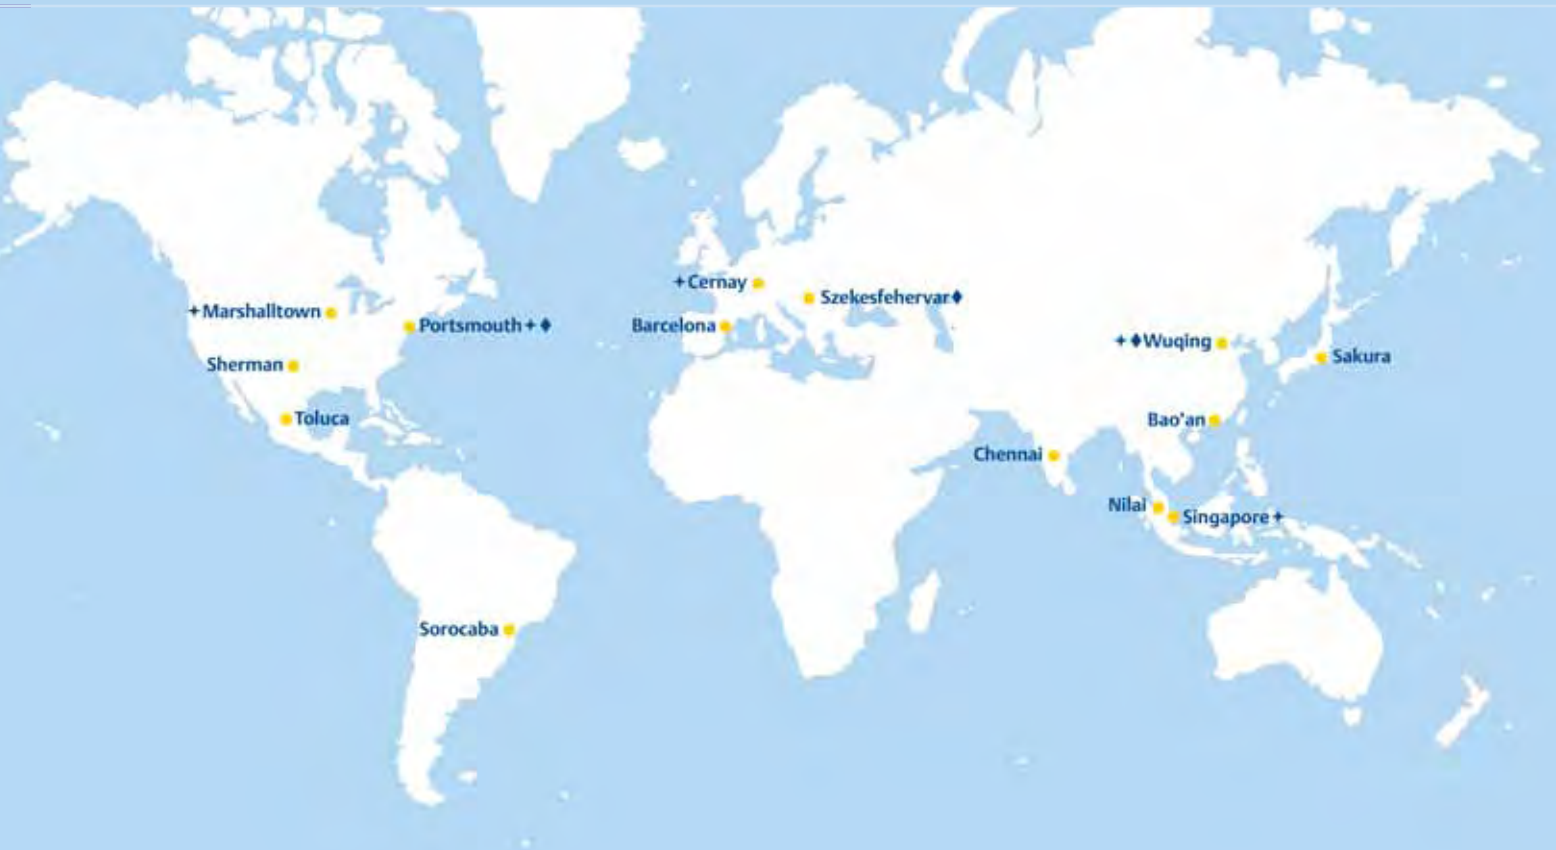 ✦Cernay
Szekesfehervar♦
✦Marshalltown
Portsmouth✦♦
Barcelona
✦♦Wuqing
Sakura
Sherman
Toluca
Bao'an
Chennai
Nilai
Singapore✦
Sorocaba